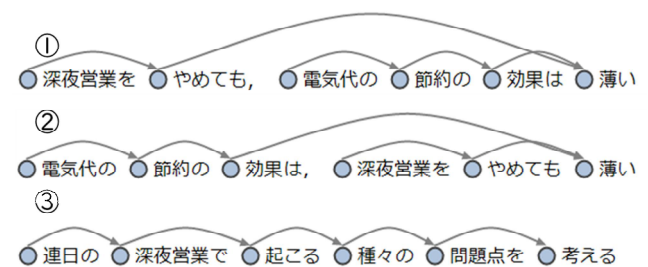 ①
深夜営業を やめても， 電気代の 節約の 効果は 薄い
②
電気代の 節約の 効果は， 深夜営業を やめても 薄い
③
連日の 深夜営業で 起こる 種々の 問題点を 考える